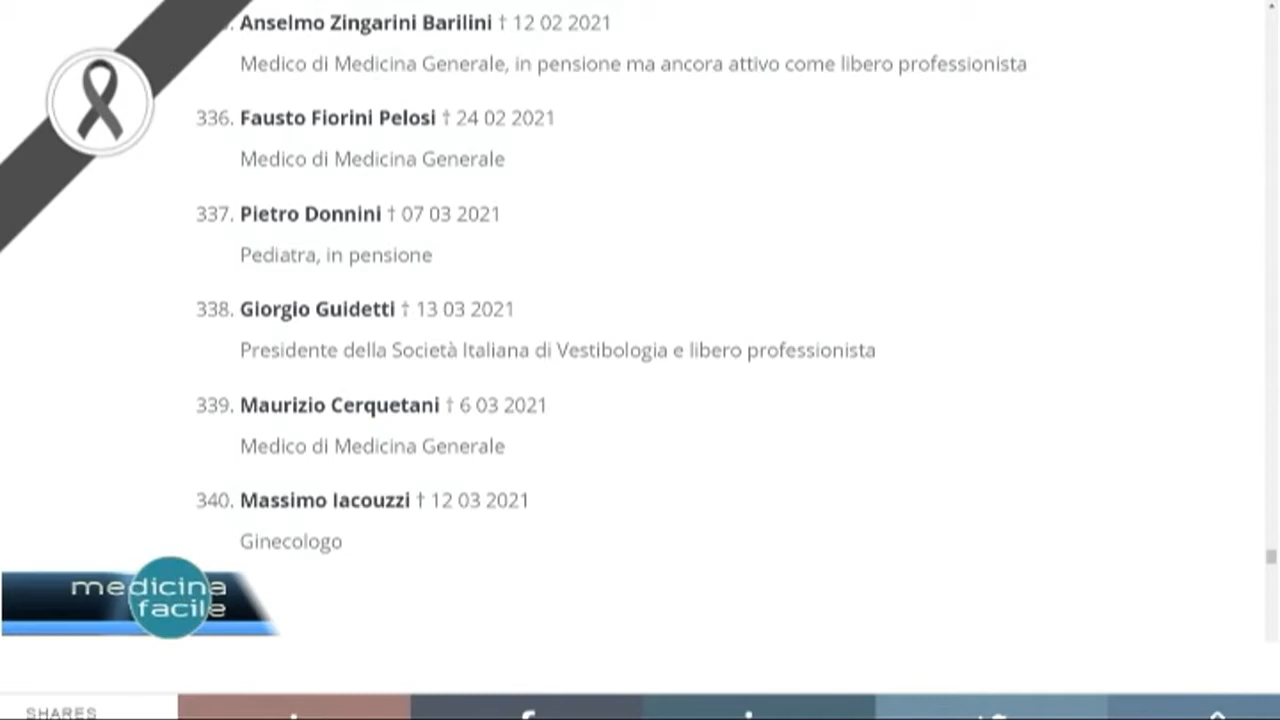 Anselmo Zingarini Barilini † 12 02 2021
Medico di Medicina Generale, in pensione ma ancora attivo come libero professionista
336. Fausto Fiorini Pelosi † 24 02 2021
Medico di Medicina Generale
337. Pietro Donnini † 07 03 2021
Pediatra, in pensione
338. Giorgio Guidetti † 13 03 2021
Presidente della Società Italiana di Vestibologia e libero professionista
339. Maurizio Cerquetani † 6 03 2021
Medico di Medicina Generale
340. Massimo Iacouzzi † 12 03 2021
Ginecologo
medicina
facile
SHARES